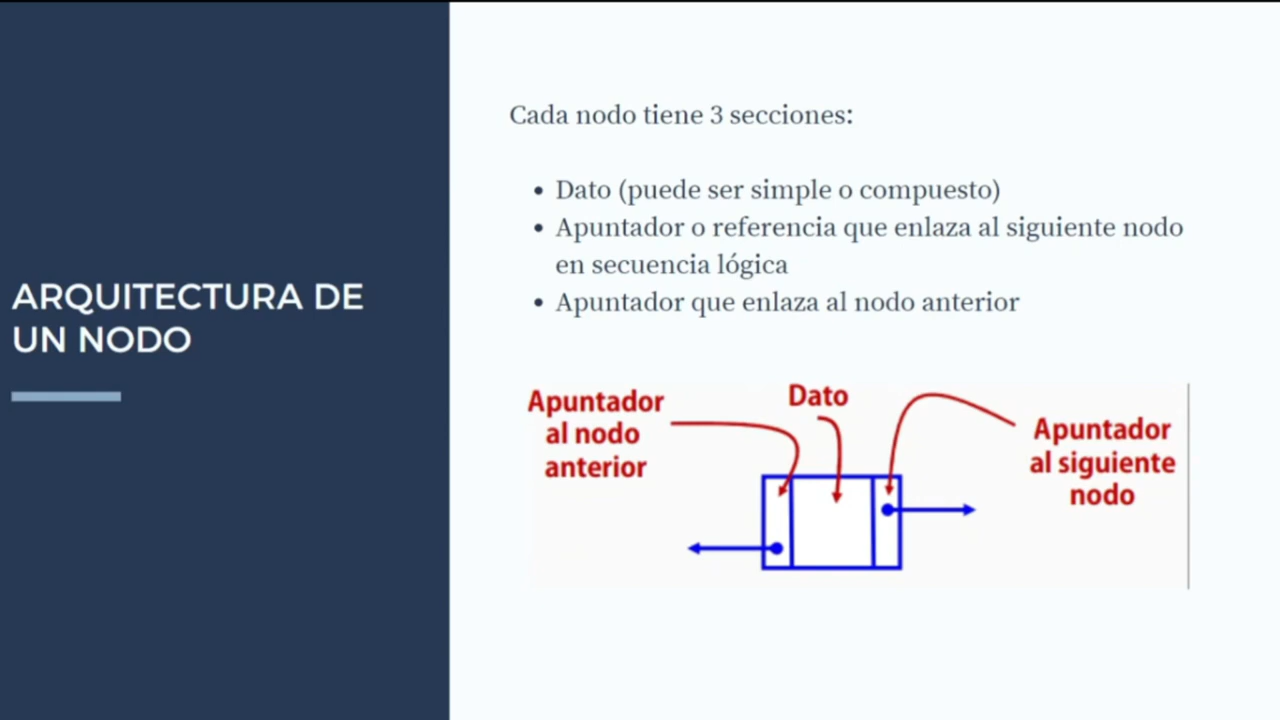 ARQUITECTURA DE
UN NODO
Cada nodo tiene 3 secciones:
• Dato (puede ser simple o compuesto)
• Apuntador o referencia que enlaza al siguiente nodo
en secuencia lógica
• Apuntador que enlaza al nodo anterior
Apuntador
al nodo
anterior
Dato
Apuntador
al siguiente
nodo